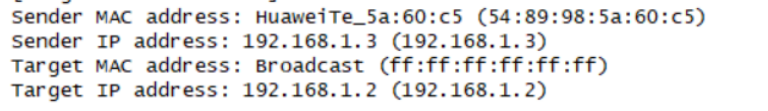 Sender MAC address: HuaweiTe_5a:60:c5 (54:89:98:5a:60:c5)
Sender IP address: 192.168.1.3 (192.168.1.3)
Target MAC address: Broadcast (ff:ff:ff:ff:ff:ff)
Target IP address: 192.168.1.2 (192.168.1.2)